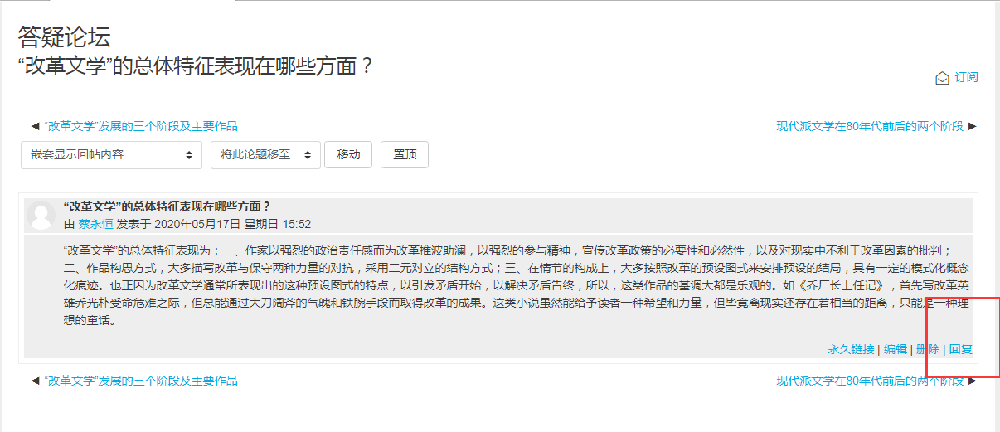 答疑论坛
“改革文学”的总体特征表现在哪些方面？
订阅
◀ “改革文学”发展的三个阶段及主要作品
现代派文学在80年代前后的两个阶段 ▶
嵌套显示回帖内容 将此论题移至... 移动 置顶
“改革文学”的总体特征表现在哪些方面？
由 蔡永恒 发表于 2020年05月17日 星期日 15:52
“改革文学”的总体特征表现为：一、作家以强烈的政治责任感而为改革推波助澜，以强烈的参与精神，宣传改革政策的必要性和必然性，以及对现实中不利于改革因素的批判；
二、作品构思方式，大多描写改革与保守两种力量的对抗，采用二元对立的结构方式；三、在情节的构成上，大多按照改革的预设图式来安排预设的结局，具有一定的模式化概念
化痕迹。也正因为改革文学通常所表现出的这种预设图式的特点，以引发矛盾开始，以解决矛盾告终，所以，这类作品的基调大都是乐观的。如《乔厂长上任记》，首先写改革英
雄乔光朴受命危难之际，但总能通过大刀阔斧的气魄和铁腕手段而取得改革的成果。这类小说虽然能给予读者一种希望和力量，但毕竟离现实还存在着相当的距离，只能是一种理
想的童话。
永久链接 | 编辑 | 删除 | 回复
◀ “改革文学”发展的三个阶段及主要作品
现代派文学在80年代前后的两个阶段 ▶